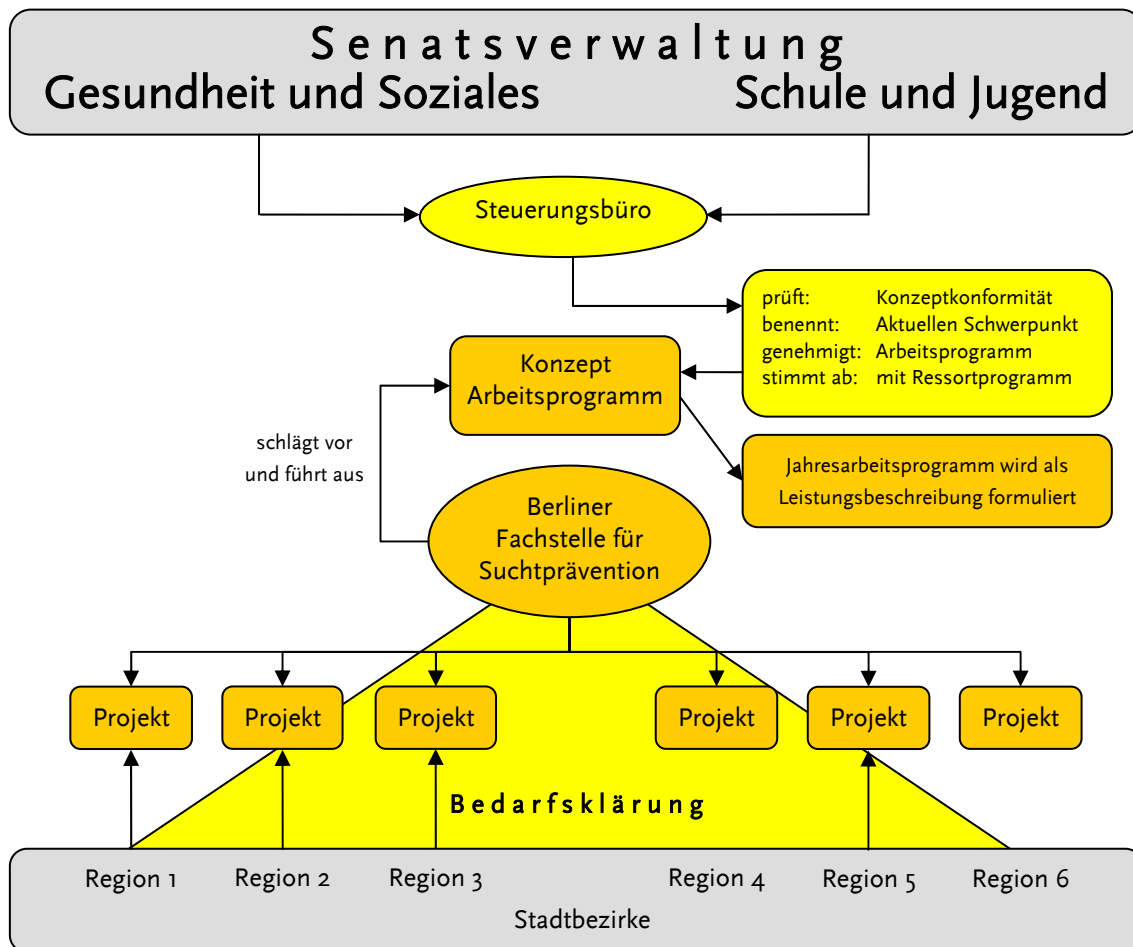 Senatsverwaltung
Gesundheit und Soziales Schule und Jugend
Steuerungsbüro
prüft: Konzeptkonformität
benennt: Aktuellen Schwerpunkt
genehmigt: Arbeitsprogramm
stimmt ab: mit Ressortprogramm
Konzept
Arbeitsprogramm
schlägt vor
und führt aus
Jahresarbeitsprogramm wird als
Leistungsbeschreibung formuliert
Berliner
Fachstelle für
Suchtprävention
Projekt Projekt Projekt Projekt Projekt Projekt
Bedarfsklärung
Region 1 Region 2 Region 3 Region 4 Region 5 Region 6
Stadtbezirke